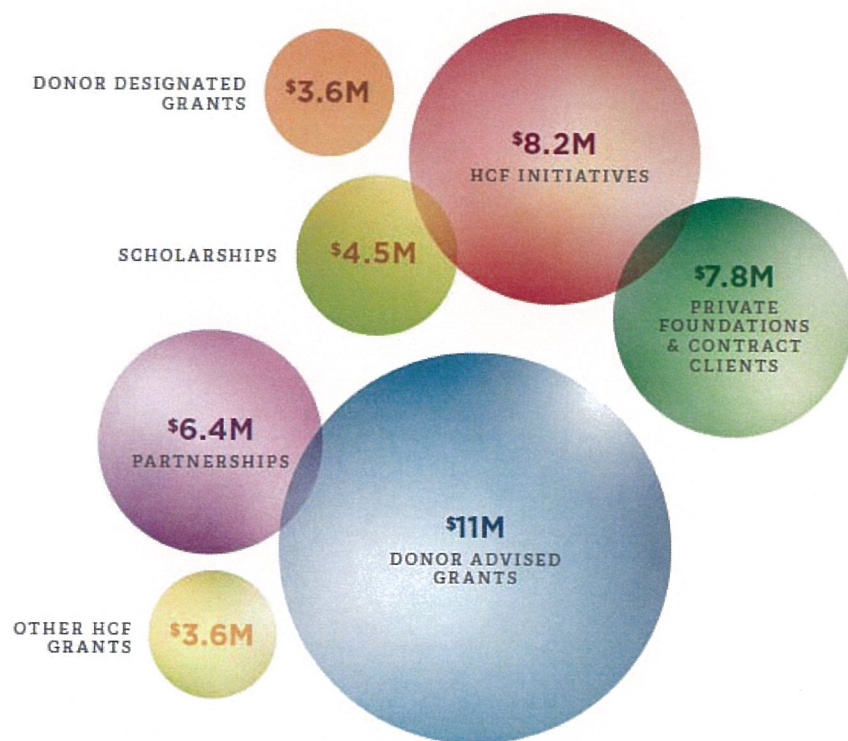 DONOR DESIGNATED
GRANTS
$3.6M
$8.2M
HCF INITIATIVES
SCHOLARSHIPS
$4.5M
$7.8M
PRIVATE
FOUNDATIONS
& CONTRACT
CLIENTS
$6.4M
PARTNERSHIPS
$11M
DONOR ADVISED
GRANTS
OTHER HCF
GRANTS
$3.6M